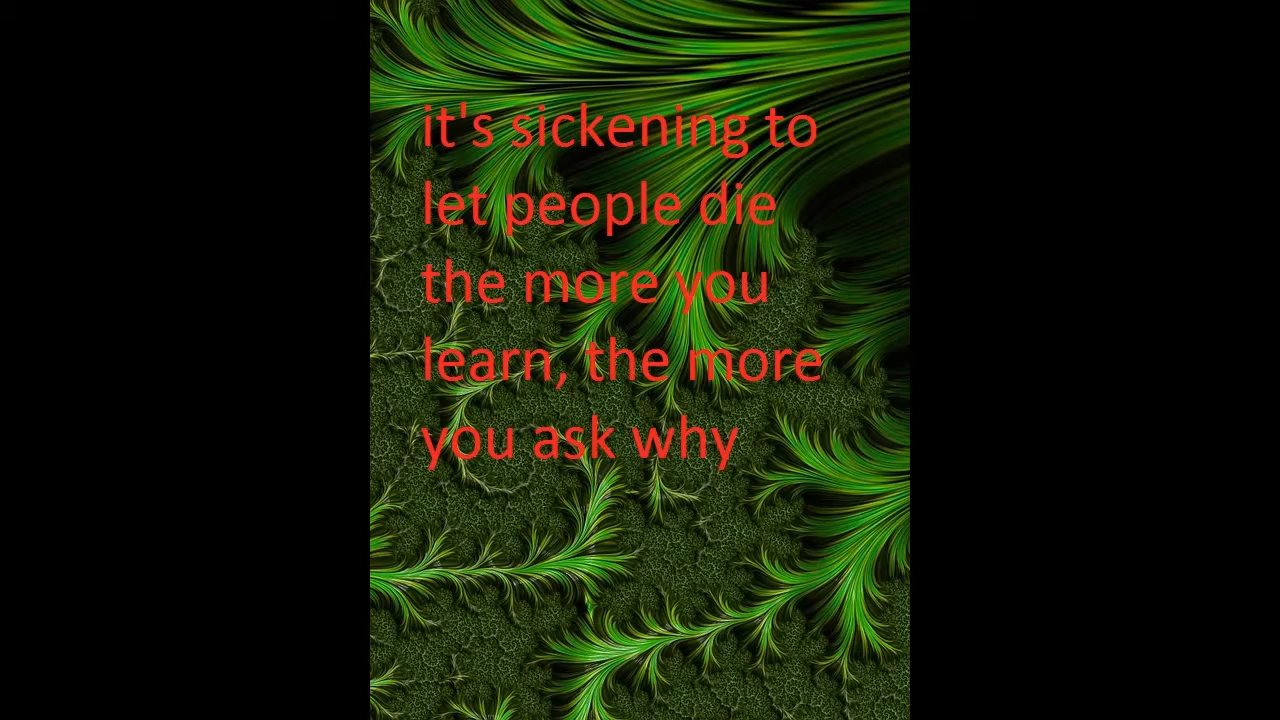 it's sickening to
let people die
the more you
learn, the more
you ask why